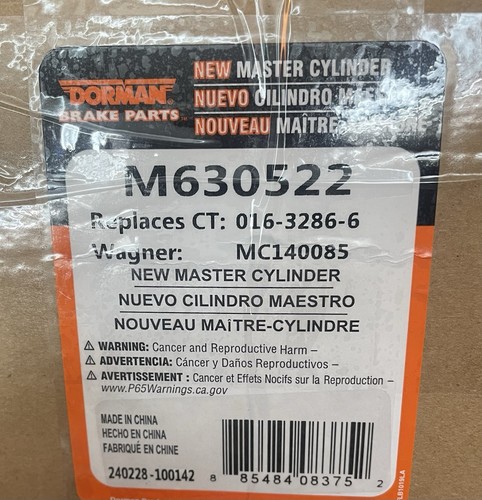 DORMAN
BRAKE PARTS
NEW MASTER CYLINDER
NUEVO CILINDRO MAESTRO
NOUVEAU MAÎTRE-CYLINDRE
M630522
Replaces CT: 016-3286-6
Wagner: MC140085
NEW MASTER CYLINDER
NUEVO CILINDRO MAESTRO
NOUVEAU MAÎTRE-CYLINDRE
⚠ WARNING: Cancer and Reproductive Harm –
⚠ ADVERTENCIA: Cáncer y Daños Reproductivos –
⚠ AVERTISSEMENT : Cancer et Effets Nocifs sur la Reproduction –
www.P65Warnings.ca.gov
MADE IN CHINA
HECHO EN CHINA
FABRIQUÉ EN CHINE
240228-100142
8 85484 08375 2
LB1019LA